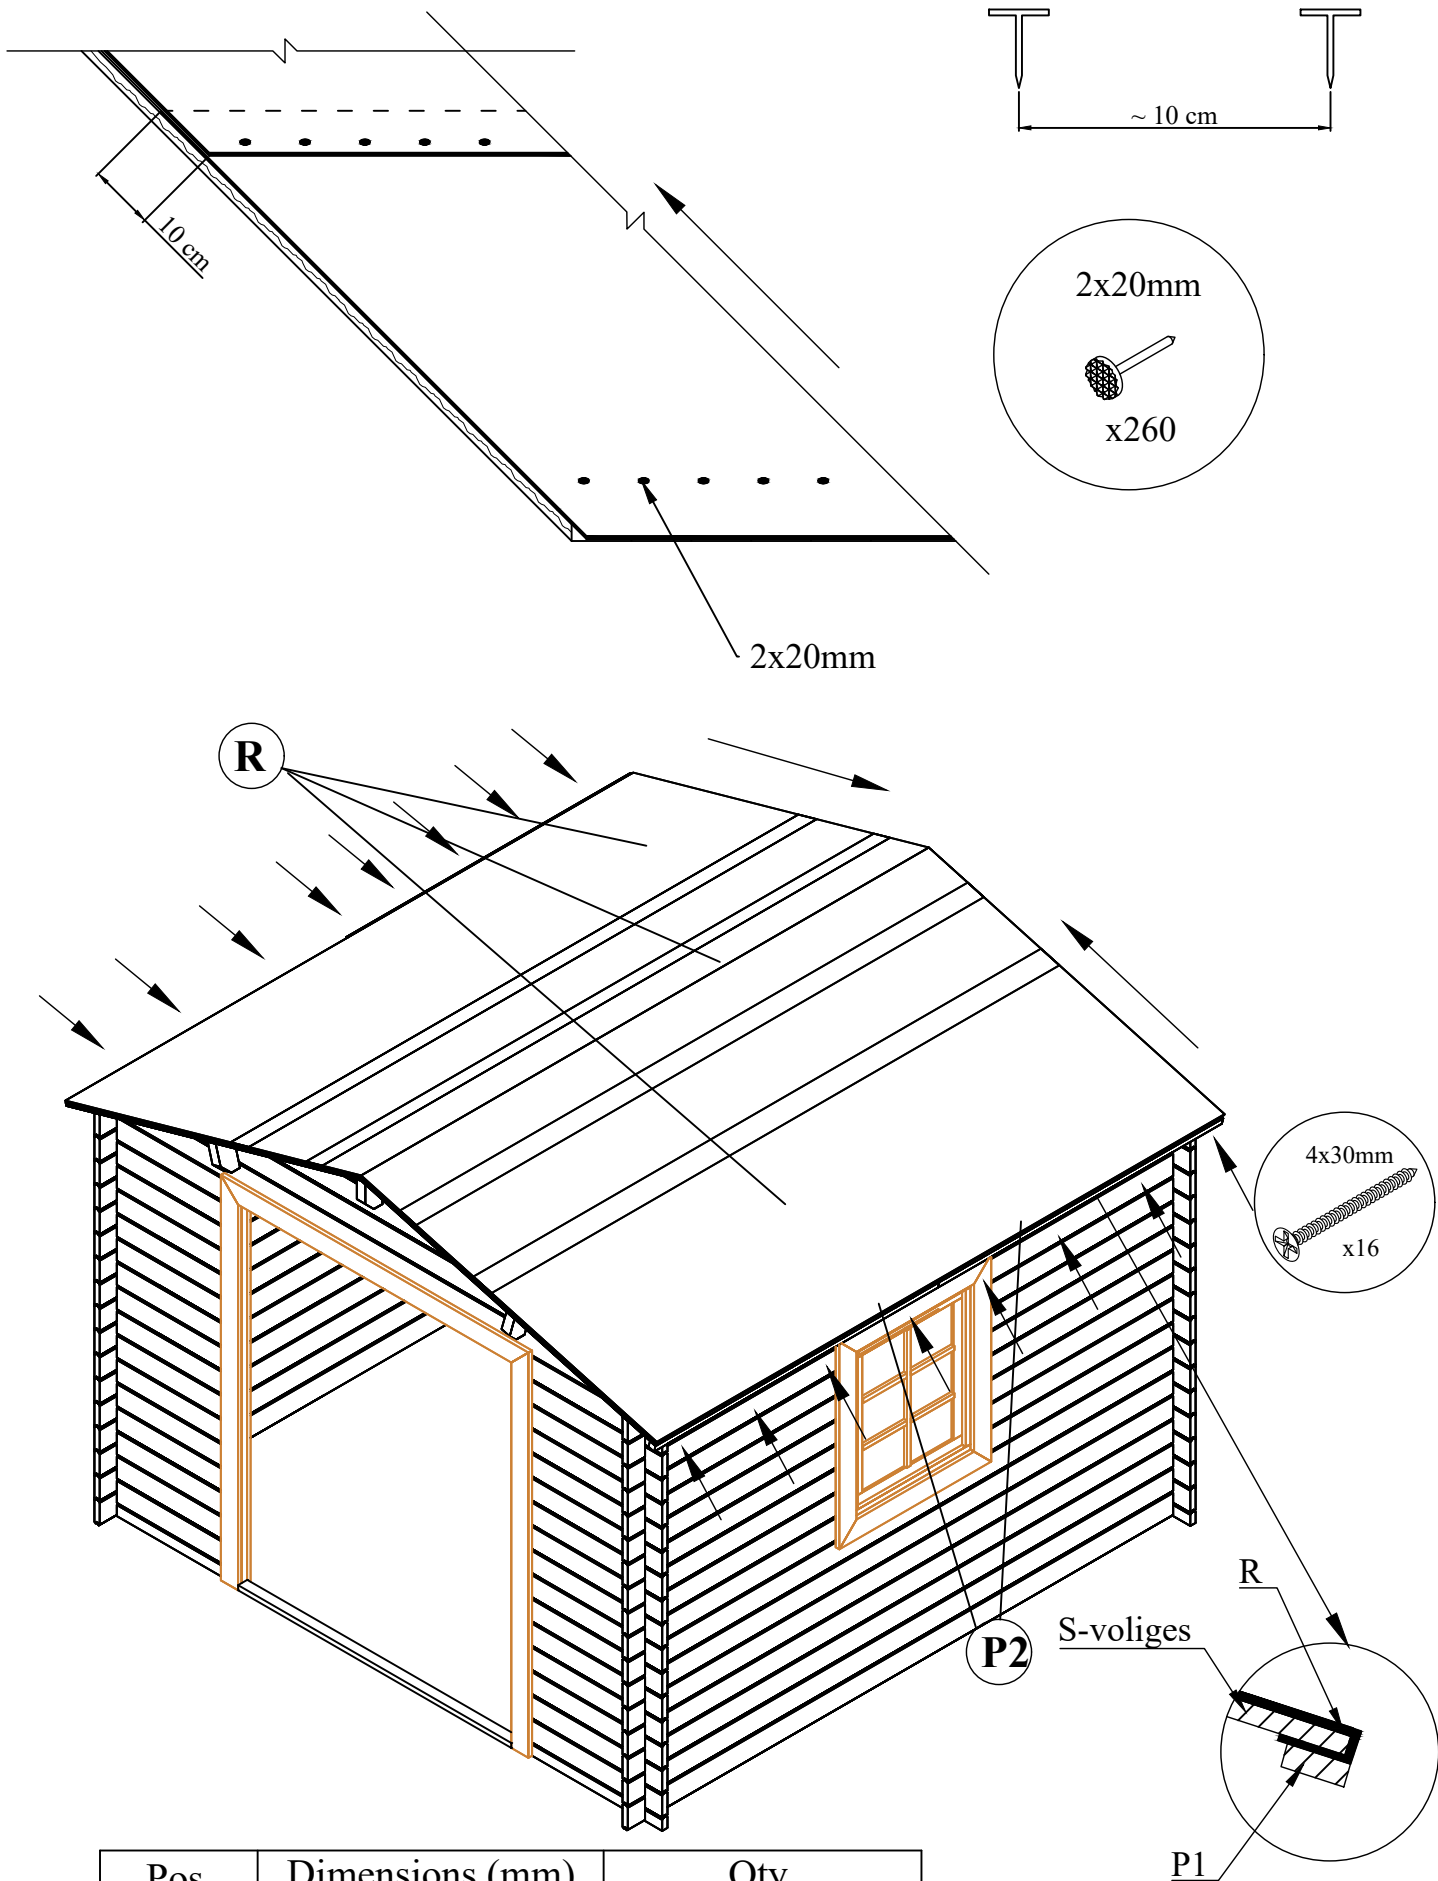 ~ 10 cm
10 cm
2x20mm
x260
2x20mm
R
4x30mm
x16
R
S-voliges
P2
P1
Pos. Dimensions (mm) Qty